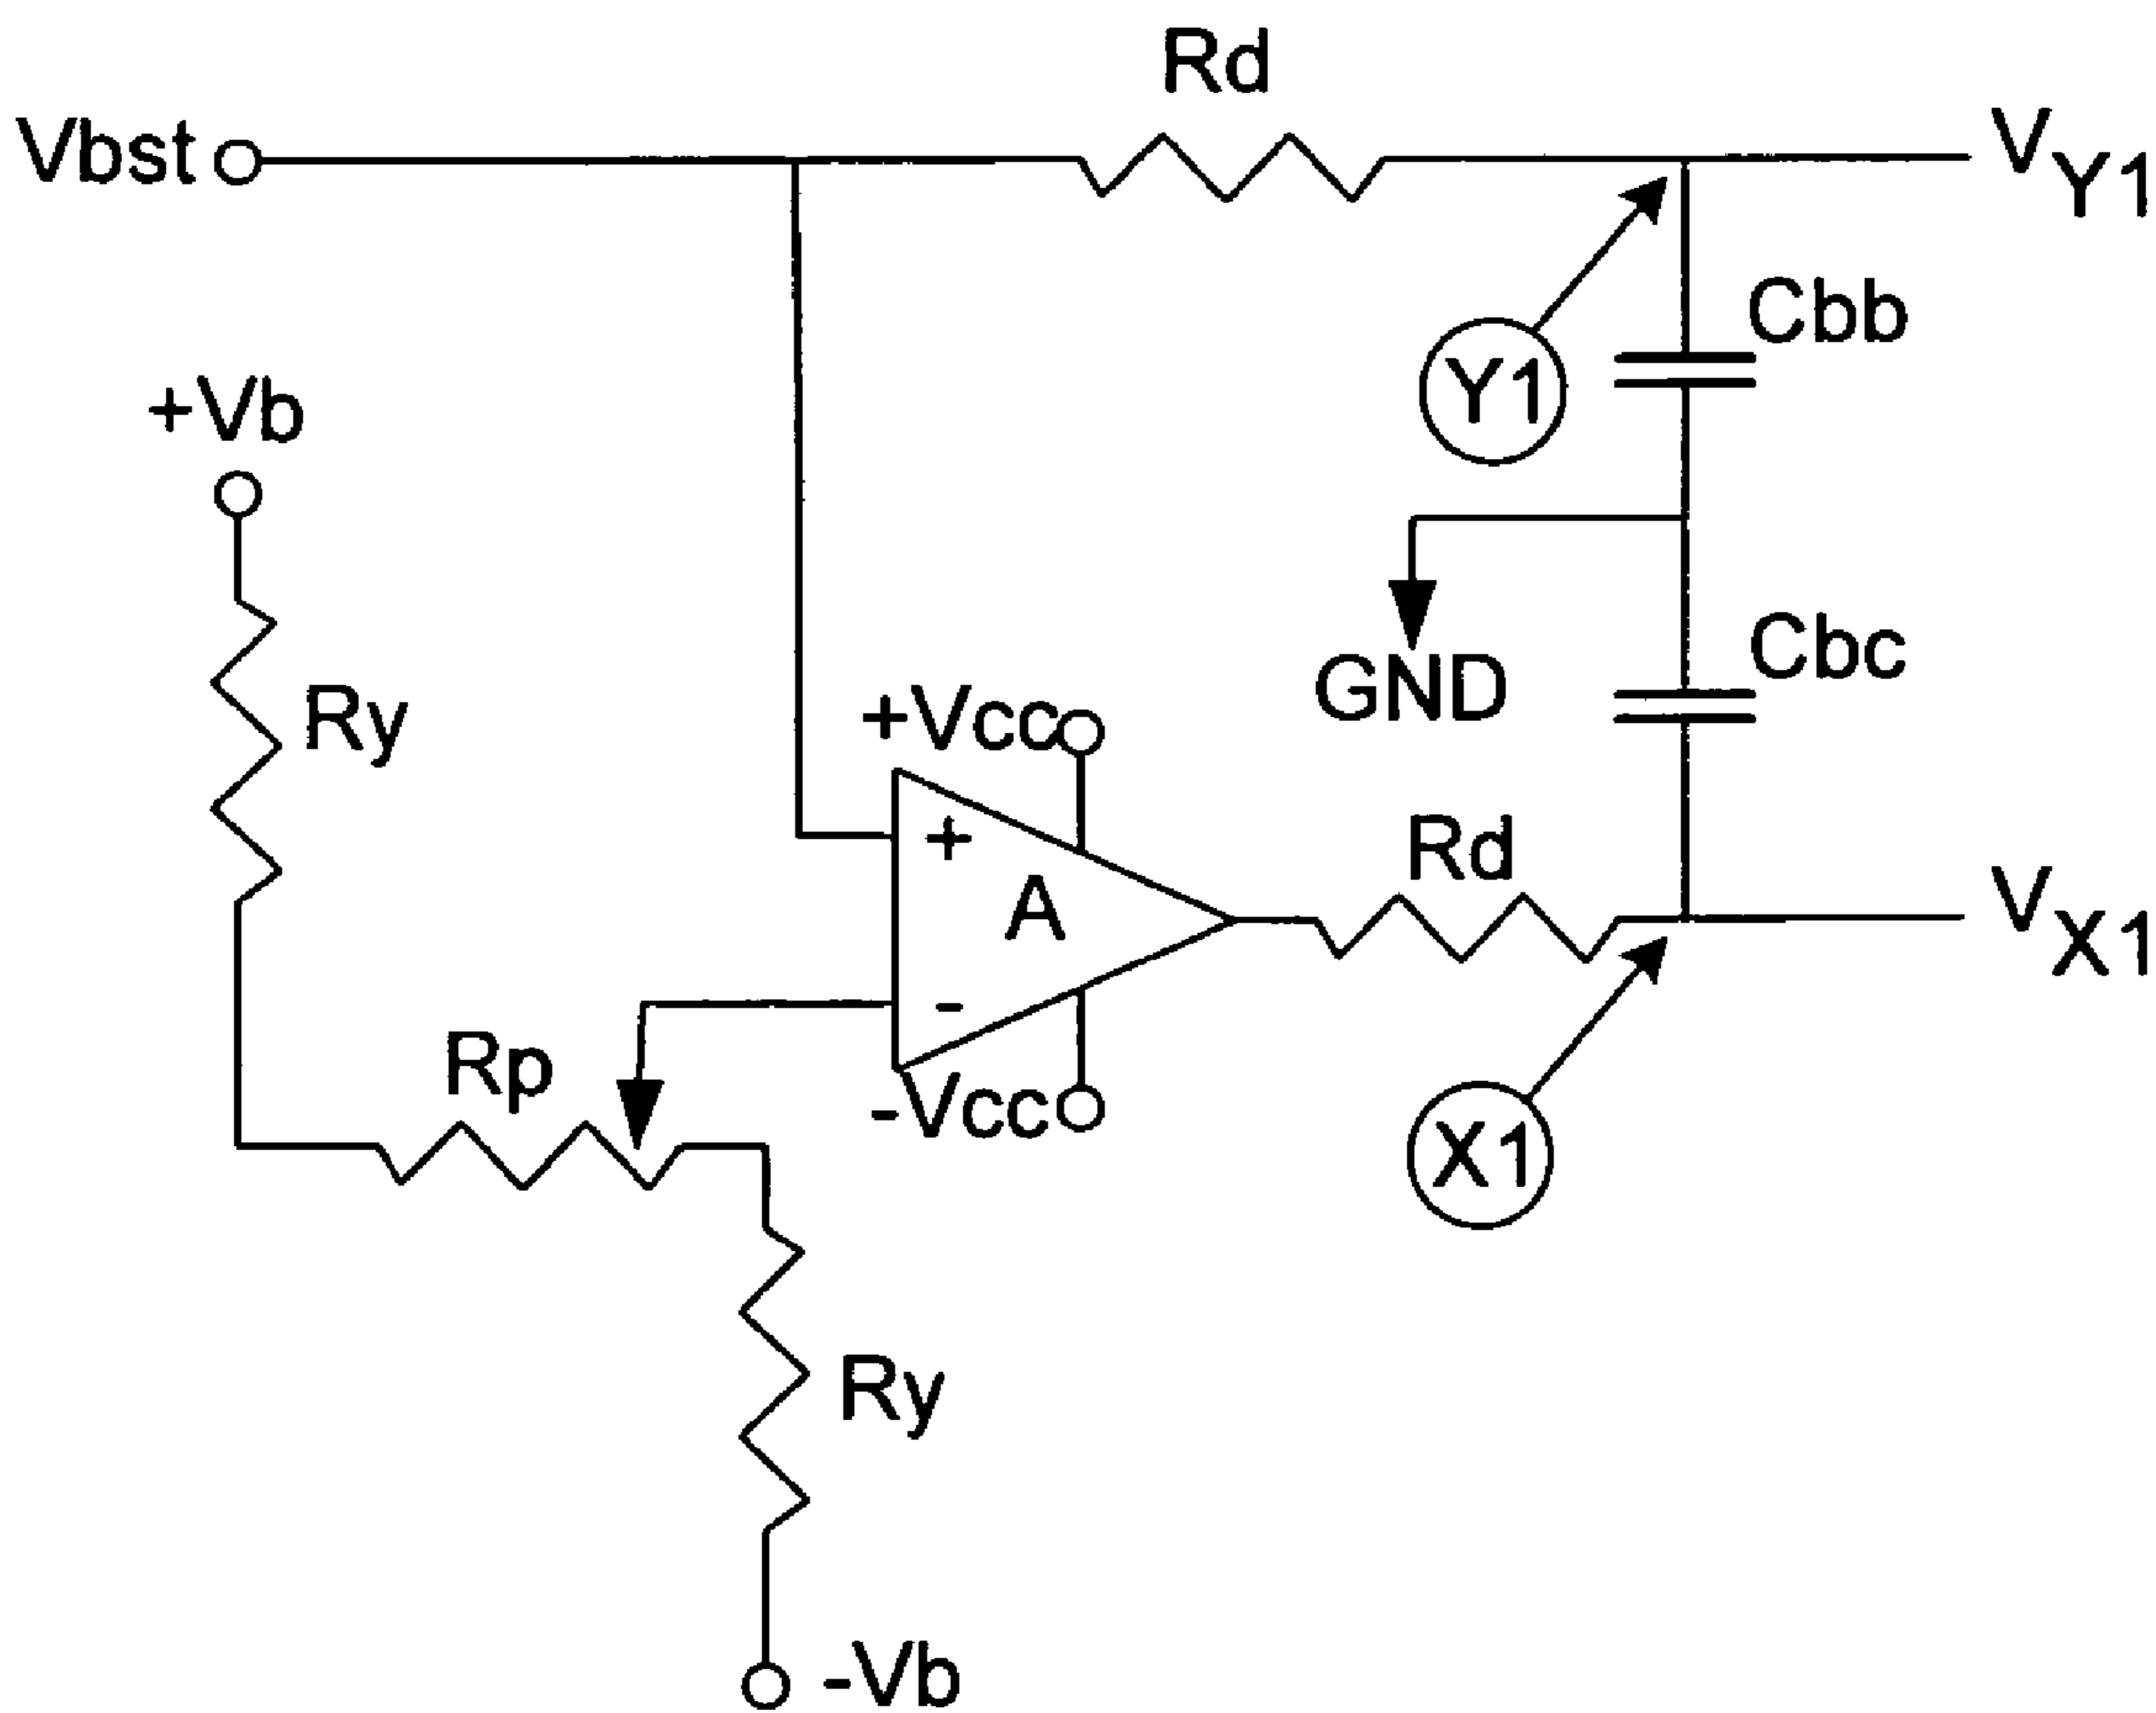 Rd
Vbst
VY1
Cbb
+Vb
Y1
Cbc
GND
Ry
+Vcc
+
A
Rd
VX1
-
Rp
-Vcc
X1
Ry
-Vb